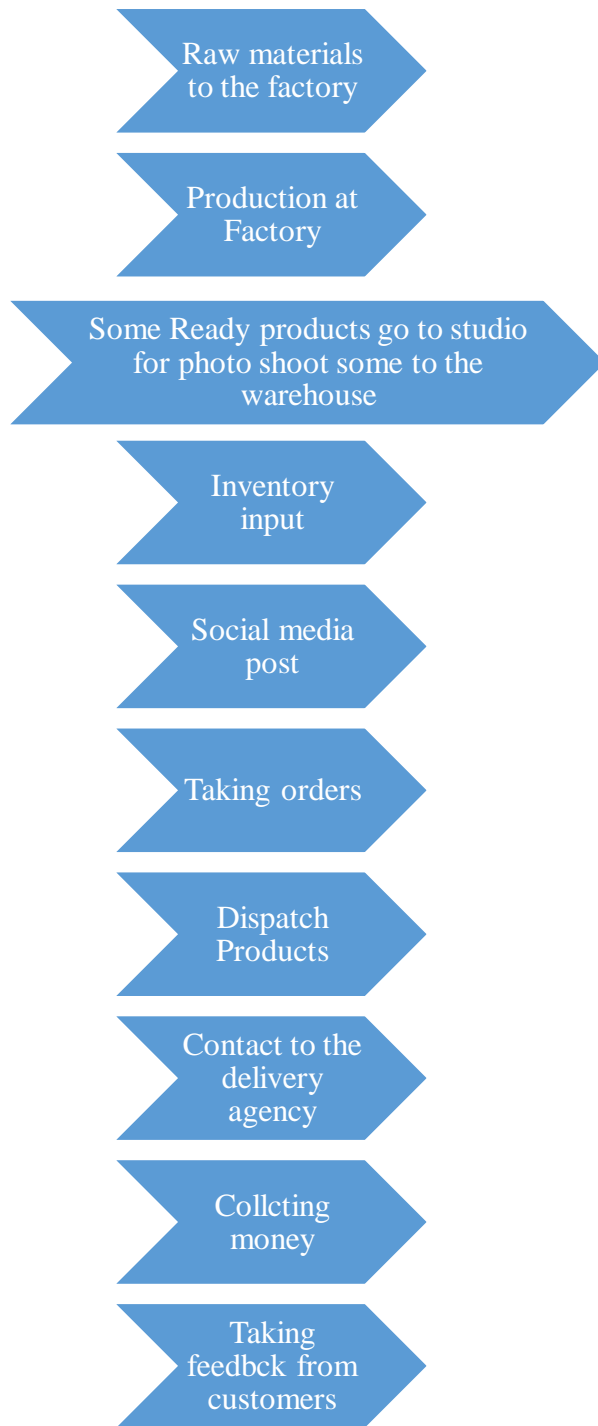 Raw materials
to the factory
Production at
Factory
Some Ready products go to studio
for photo shoot some to the
warehouse
Inventory
input
Social media
post
Taking orders
Dispatch
Products
Contact to the
delivery
agency
Collcting
money
Taking
feedbck from
customers